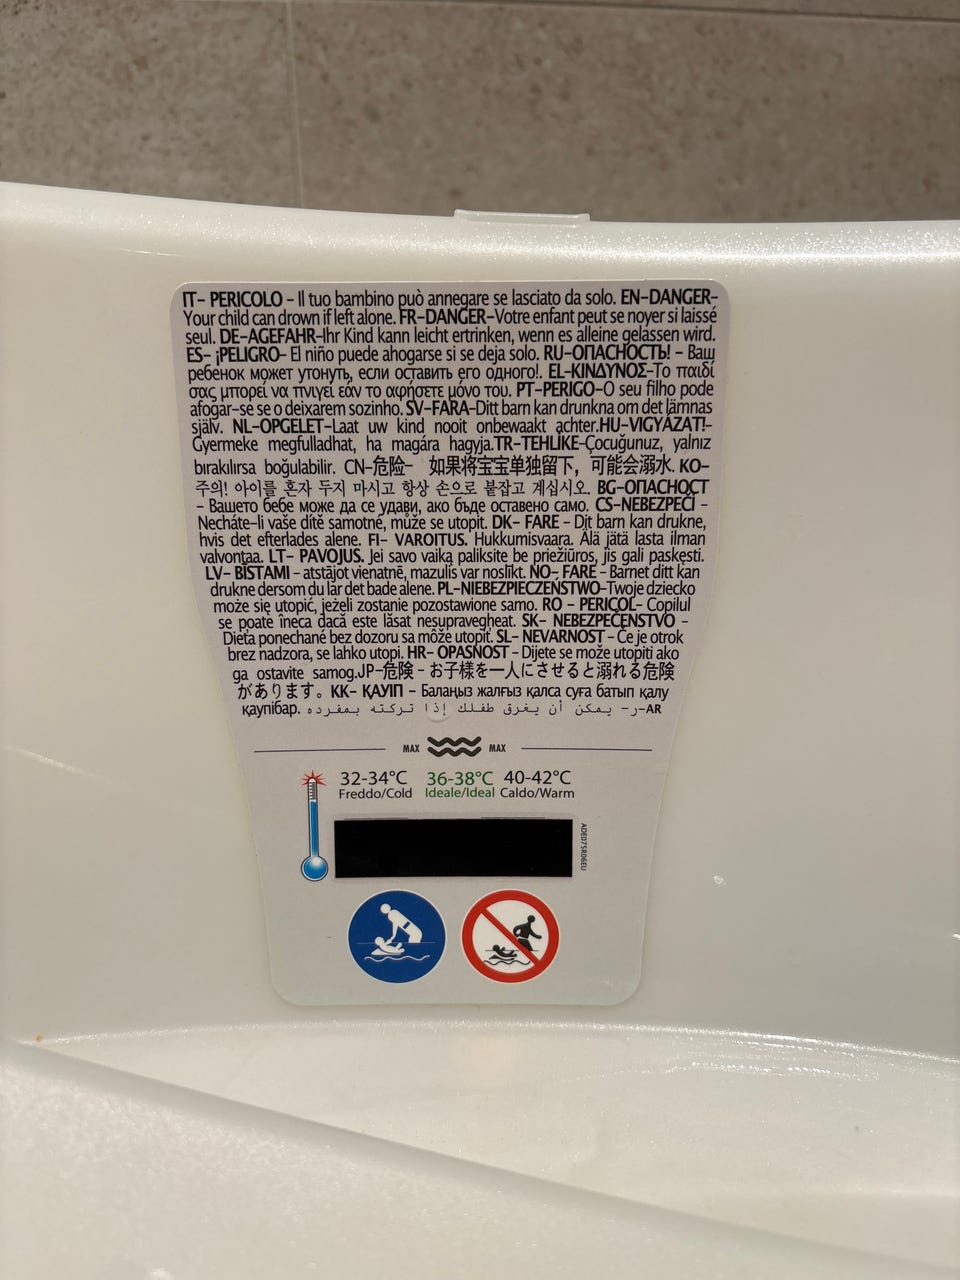 IT- PERICOLO - Il tuo bambino può annegare se lasciato da solo. EN-DANGER-
Your child can drown if left alone. FR-DANGER-Votre enfant peut se noyer si laissé
seul. DE-AGEFAHR-Ihr Kind kann leicht ertrinken, wenn es alleine gelassen wird.
ES- ¡PELIGRO- El niño puede ahogarse si se deja solo. RU-ОПАСНОСТЬ! - Ваш
ребенок может утонуть, если оставить его одного!. EL-ΚΙΝΔΥΝΟΣ-Το παιδί
σας μπορεί να πνιγεί εάν το αφήσετε μόνο του. PT-PERIGO-O seu filho pode
afogar-se se o deixarem sozinho. SV-FARA-Ditt barn kan drunkna om det lämnas
själv. NL-OPGELET-Laat uw kind nooit onbewaakt achter.HU-VIGYÁZAT!-
Gyermeke megfulladhat, ha magára hagyja.TR-TEHLİKE-Çocuğunuz, yalnız
bırakılırsa boğulabilir. CN-危险- 如果将宝宝单独留下，可能会溺水. KO-
주의! 아이를 혼자 두지 마시고 항상 손으로 붙잡고 계십시오. BG-ОПАСНОСТ
- Вашето бебе може да се удави, ако бъде оставено само. CS-NEBEZPEČÍ -
Necháte-li vaše dítě samotné, může se utopit. DK- FARE - Dit barn kan drukne,
hvis det efterlades alene. FI- VAROITUS. Hukkumisvaara. Älä jätä lasta ilman
valvontaa. LT- PAVOJUS. Jei savo vaiką paliksite be priežiūros, jis gali paskęsti.
LV- BĪSTAMI - atstājot vienatnē, mazulis var noslīkt. NO- FARE - Barnet ditt kan
drukne dersom du lar det bade alene. PL-NIEBEZPIECZEŃSTWO-Twoje dziecko
może się utopić, jeżeli zostanie pozostawione samo. RO - PERICOL- Copilul
se poate îneca dacă este lăsat nesupravegheat. SK- NEBEZPEČENSTVO -
Dieťa ponechané bez dozoru sa môže utopiť. SL- NEVARNOST - Če je otrok
brez nadzora, se lahko utopi. HR- OPASNOST - Dijete se može utopiti ako
ga ostavite samog.JP-危険 - お子様を一人にさせると溺れる危険
があります。KK- ҚАУІП - Балаңыз жалғыз қалса суға батып қалу
қаупібар. ر- يمكن أن يغرق طفلك إذا تركته بمفرده-AR
MAX MAX
32-34°C 36-38°C 40-42°C
Freddo/Cold Ideale/Ideal Caldo/Warm
ADE075R06EU